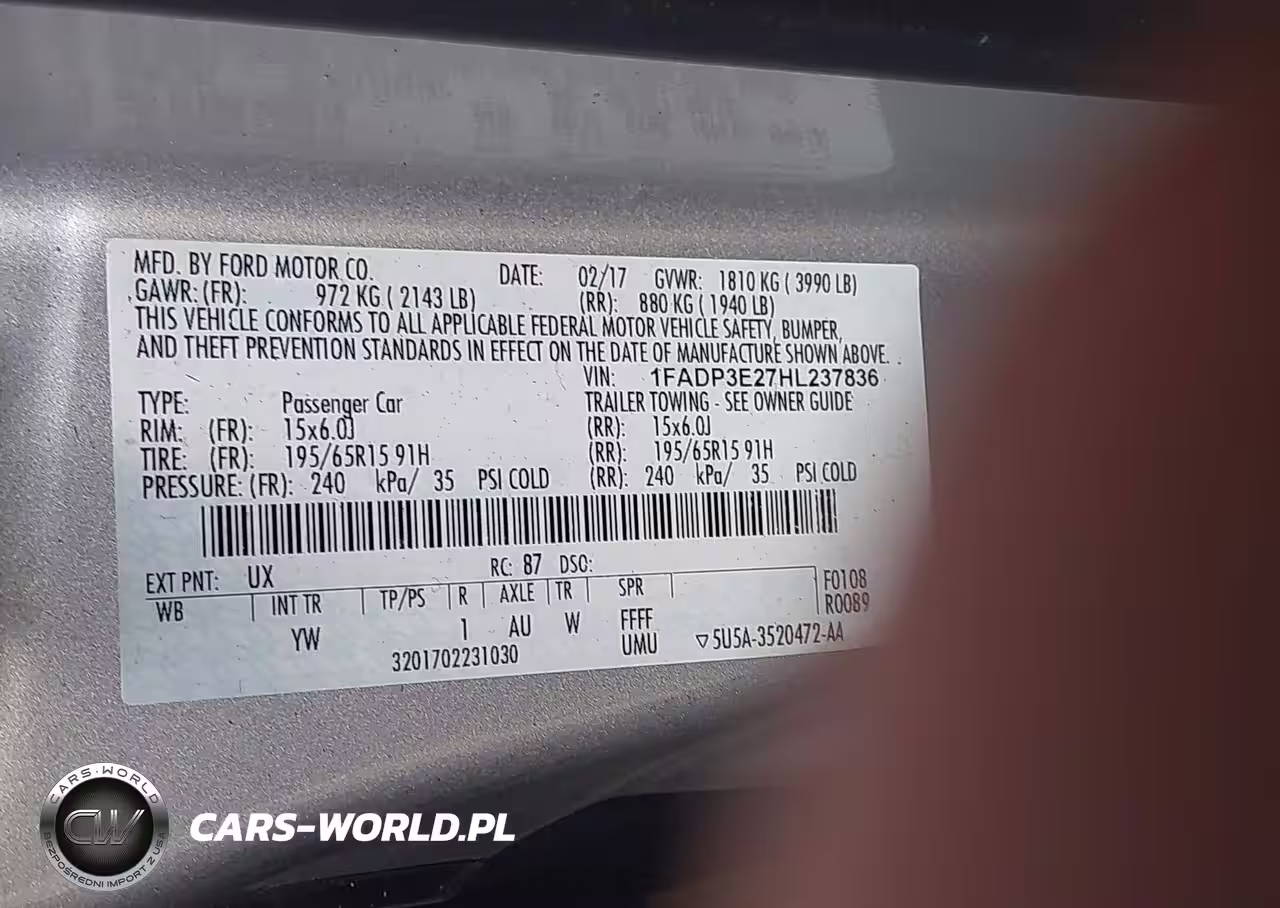 MFD. BY FORD MOTOR CO. DATE: 02/17 GVWR: 1810 KG ( 3990 LB)
GAWR: (FR): 972 KG ( 2143 LB) (RR): 880 KG ( 1940 LB)
THIS VEHICLE CONFORMS TO ALL APPLICABLE FEDERAL MOTOR VEHICLE SAFETY, BUMPER,
AND THEFT PREVENTION STANDARDS IN EFFECT ON THE DATE OF MANUFACTURE SHOWN ABOVE.
VIN: 1FADP3E27HL237836
TYPE: Passenger Car TRAILER TOWING - SEE OWNER GUIDE
RIM: (FR): 15x6.0J (RR): 15x6.0J
TIRE: (FR): 195/65R15 91H (RR): 195/65R15 91H
PRESSURE: (FR): 240 kPa/ 35 PSI COLD (RR): 240 kPa/ 35 PSI COLD
EXT PNT: UX RC: 87 DSO:
WB INT TR TP/PS R AXLE TR SPR F0108
R0089
YW 1 AU W FFFF
UMU ▽5U5A-3520472-AA
3201702231030
CARS-WORLD
CW
BEZPOŚREDNI IMPORT Z USA
CARS-WORLD.PL